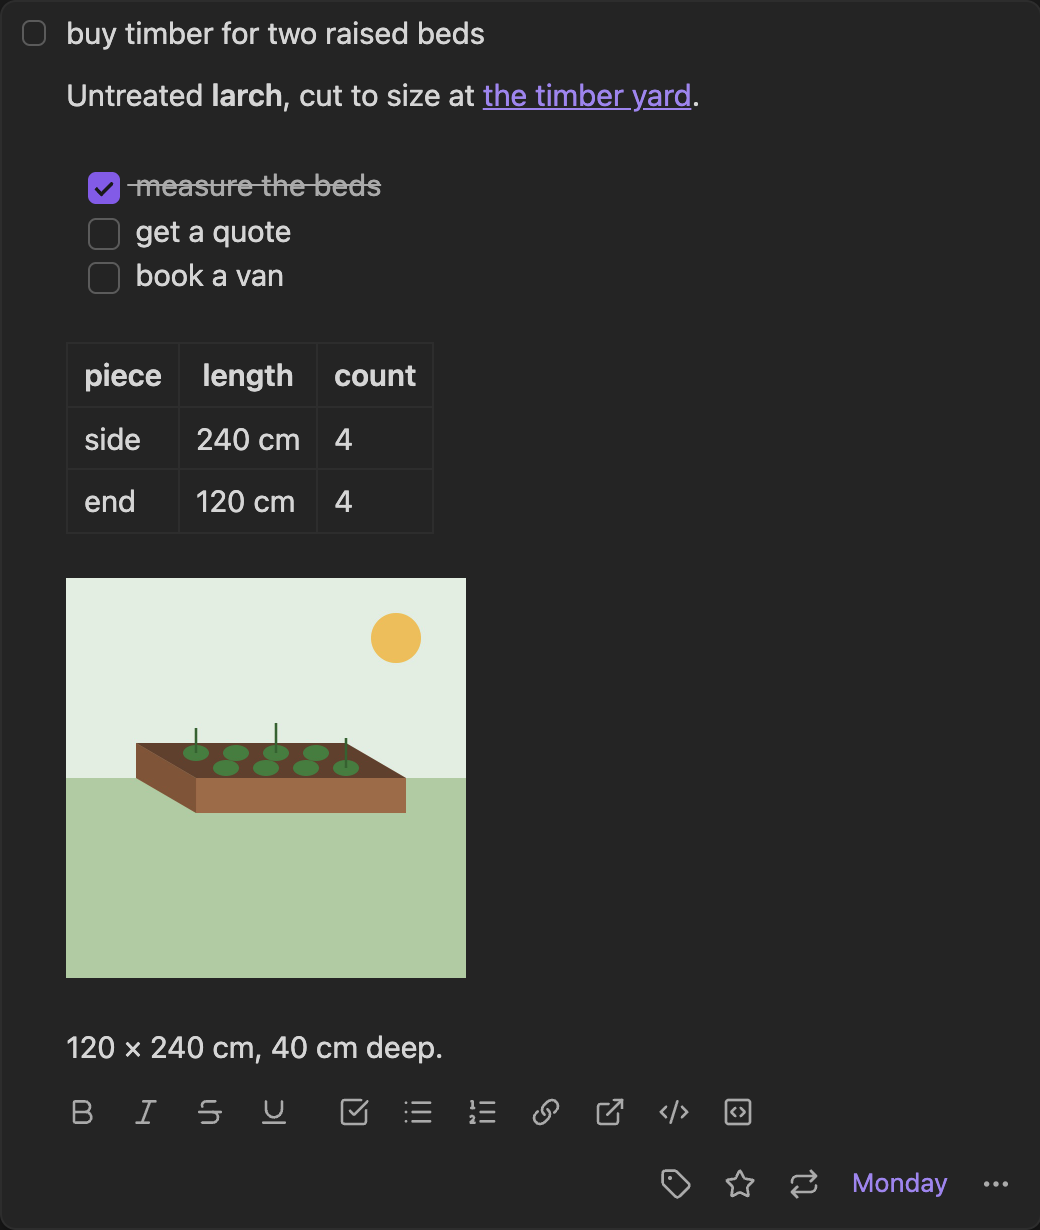 buy timber for two raised beds
Untreated larch, cut to size at the timber yard.
measure the beds
get a quote
book a van
piece length count
side 240 cm 4
end 120 cm 4
120 × 240 cm, 40 cm deep.
Monday